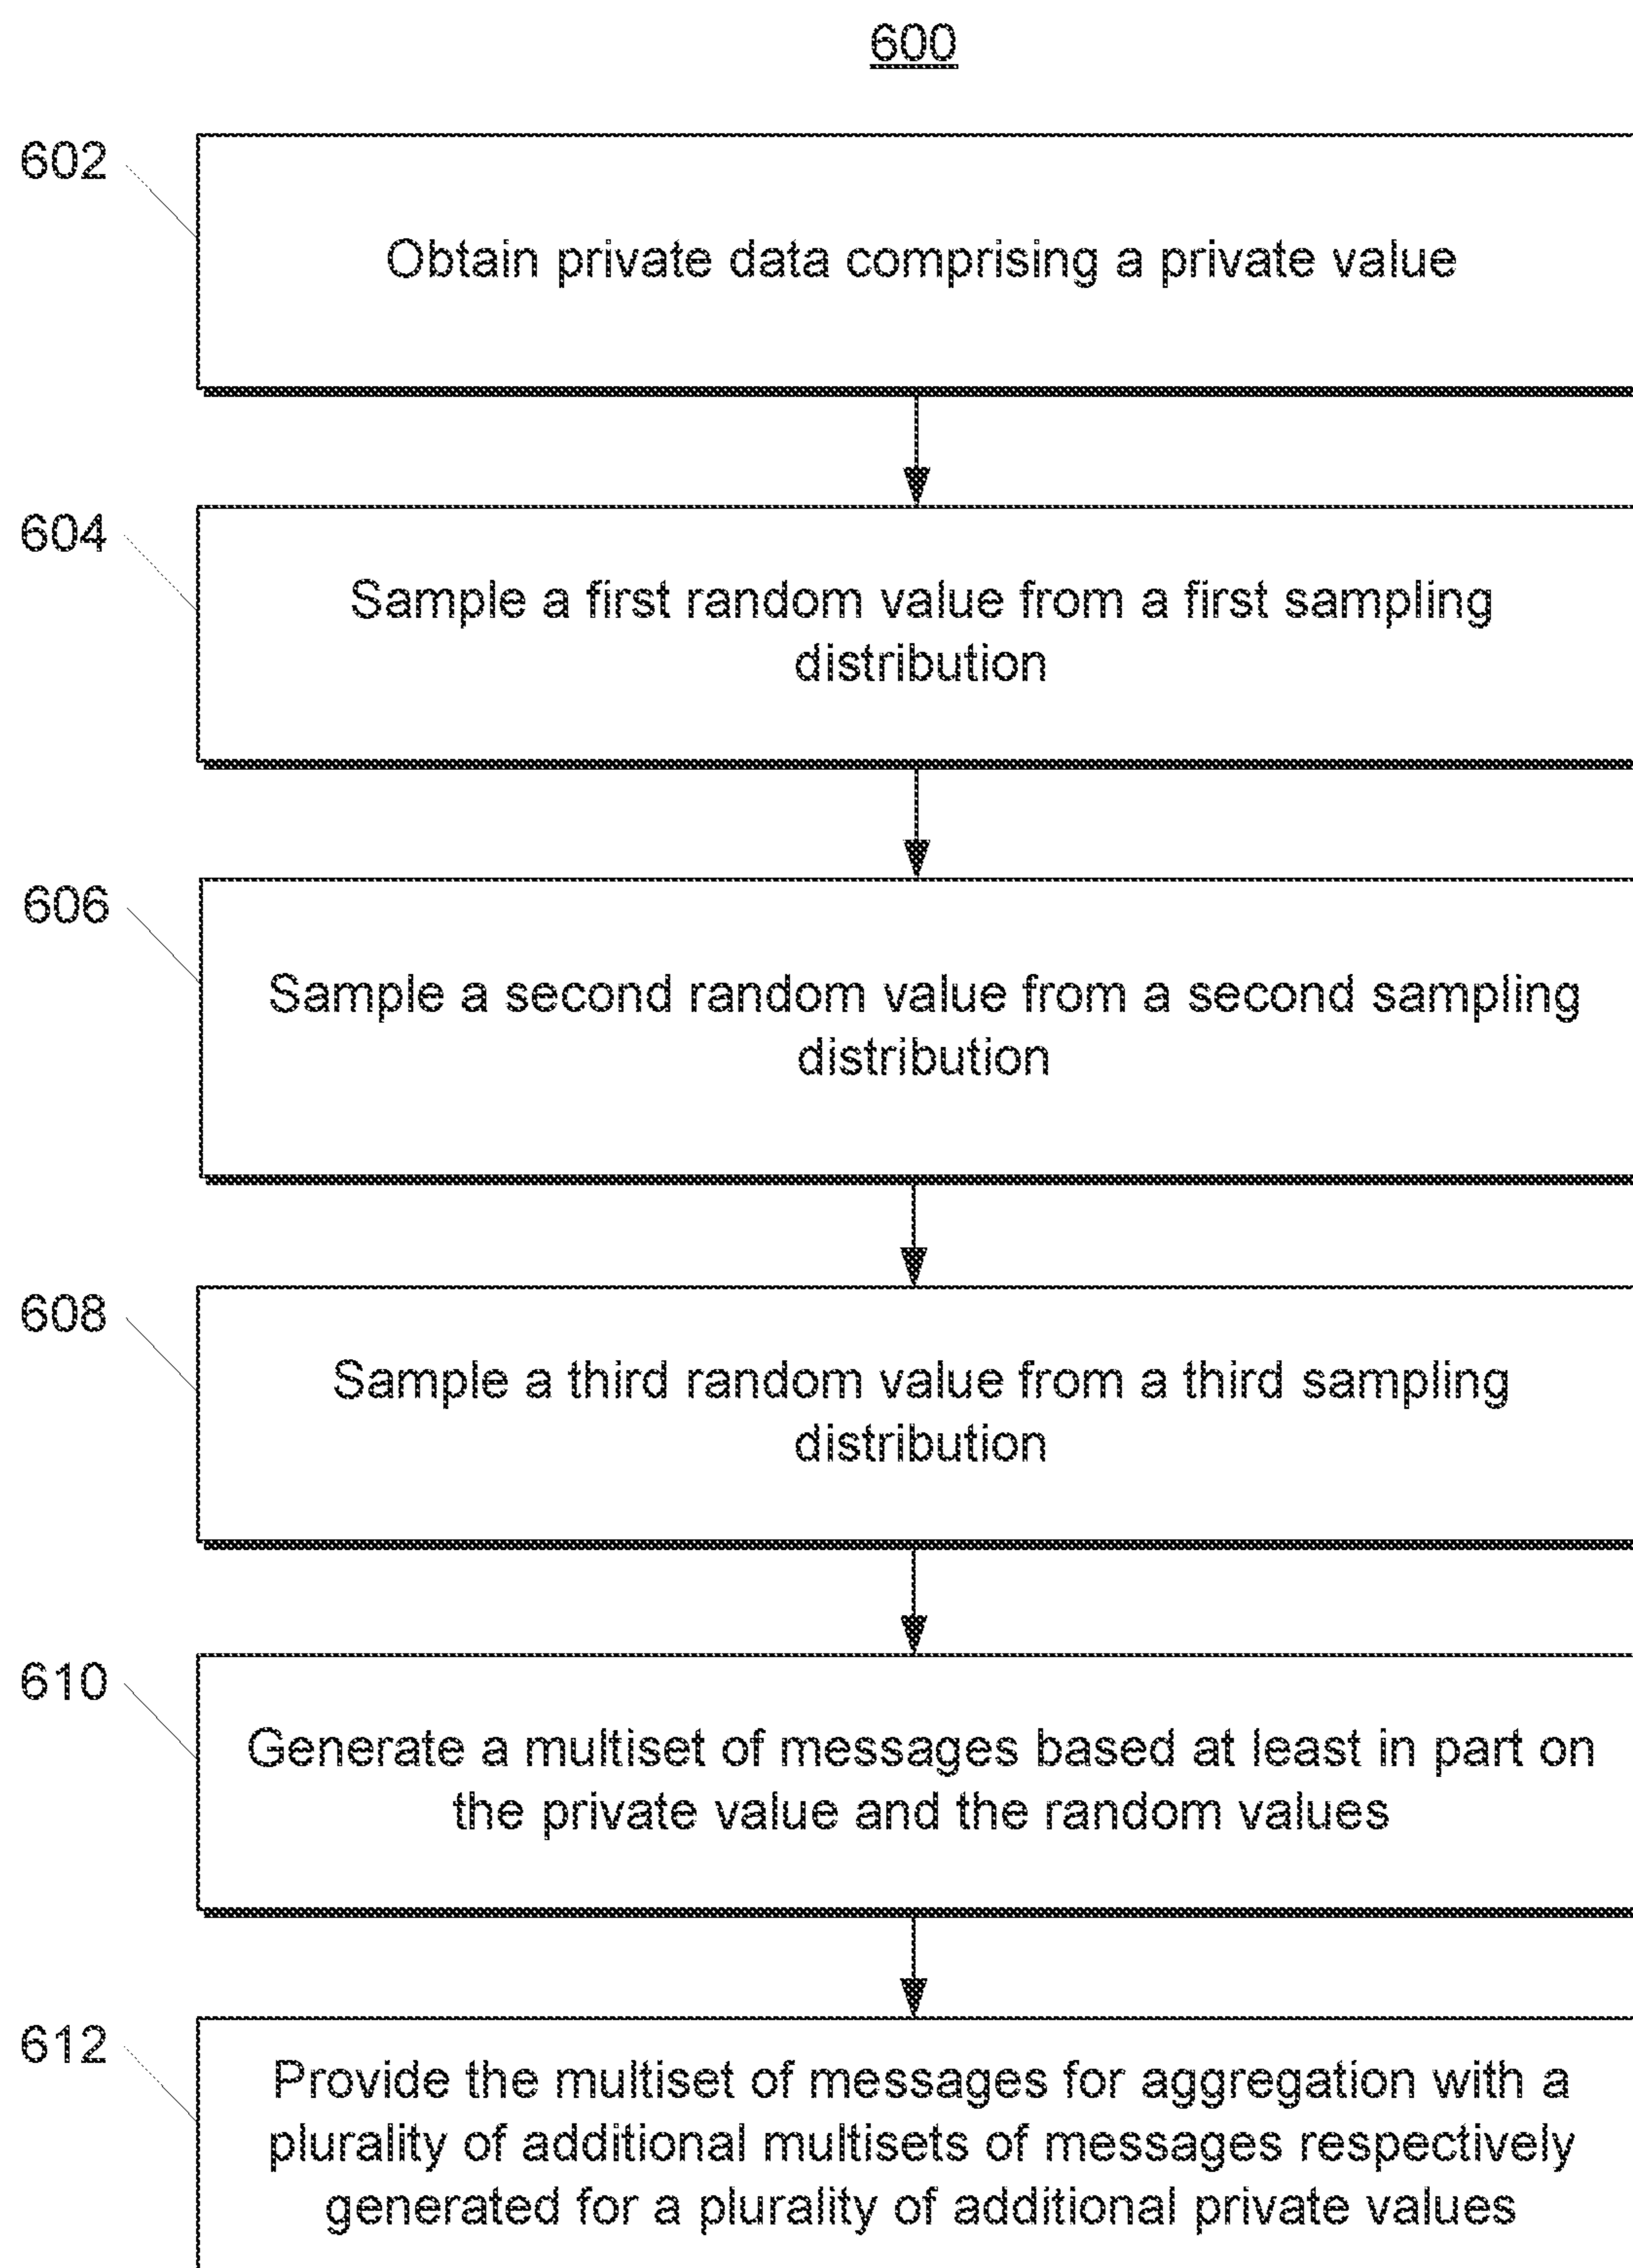 600
602
Obtain private data comprising a private value
604
Sample a first random value from a first sampling
distribution
606
Sample a second random value from a second sampling
distribution
608
Sample a third random value from a third sampling
distribution
610
Generate a multiset of messages based at least in part on
the private value and the random values
612
Provide the multiset of messages for aggregation with a
plurality of additional multisets of messages respectively
generated for a plurality of additional private values